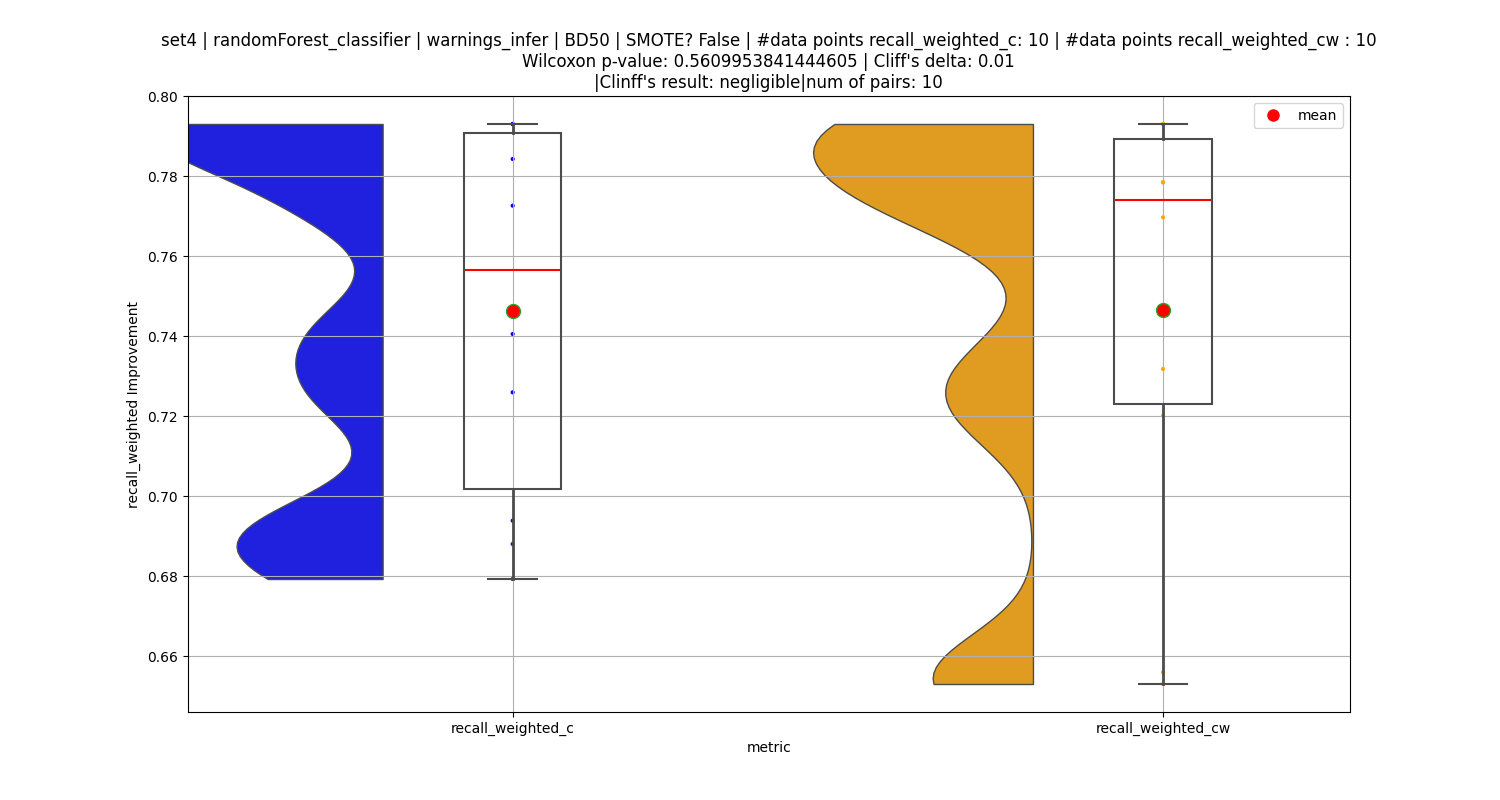 set4 | randomForest_classifier | warnings_infer | BD50 | SMOTE? False | #data points recall_weighted_c: 10 | #data points recall_weighted_cw : 10
Wilcoxon p-value: 0.5609953841444605 | Cliff's delta: 0.01
|Clinff's result: negligible|num of pairs: 10
mean
0.80
0.78
0.76
0.74
0.72
0.70
0.68
0.66
recall_weighted Improvement
recall_weighted_c
recall_weighted_cw
metric